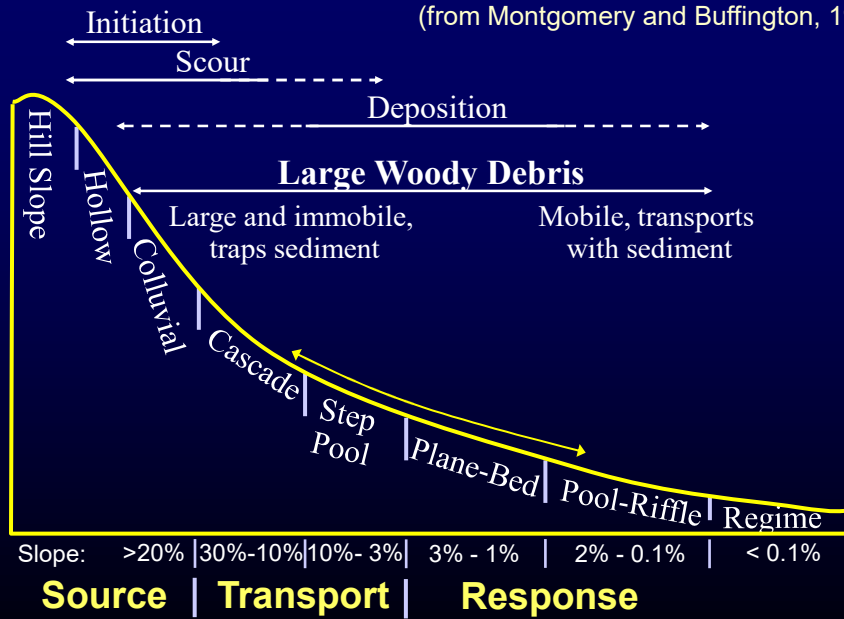 (from Montgomery and Buffington, 1
Initiation
Scour
Deposition
Large Woody Debris
Large and immobile,
traps sediment
Mobile, transports
with sediment
Hill Slope
Hollow
Colluvial
Cascade
Step
Pool
Plane-Bed
Pool-Riffle
Regime
Slope: >20% 30%-10% 10%- 3% 3% - 1% 2% - 0.1% < 0.1%
Source Transport Response